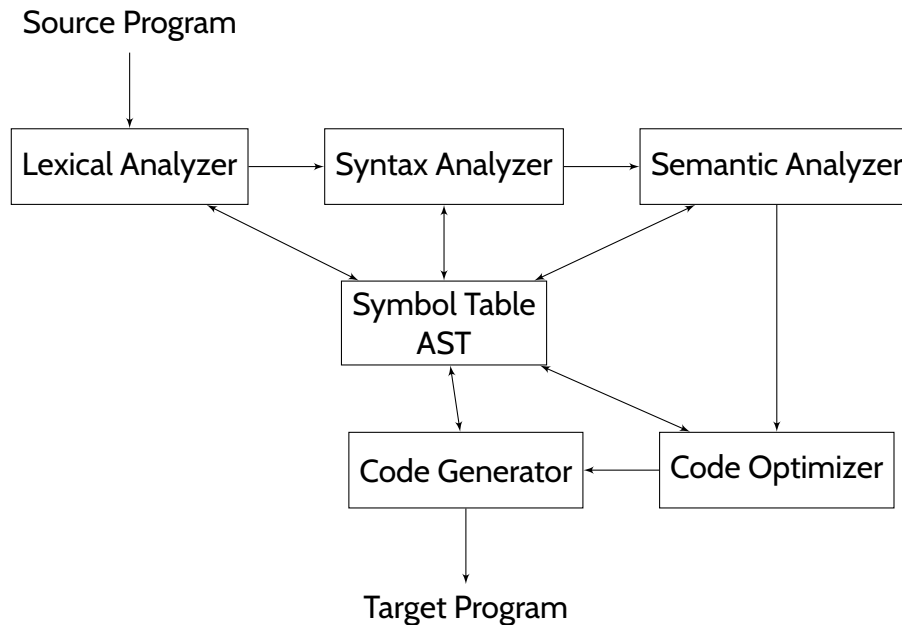 Source Program
Lexical Analyzer
Syntax Analyzer
Semantic Analyzer
Symbol Table
AST
Code Generator
Code Optimizer
Target Program